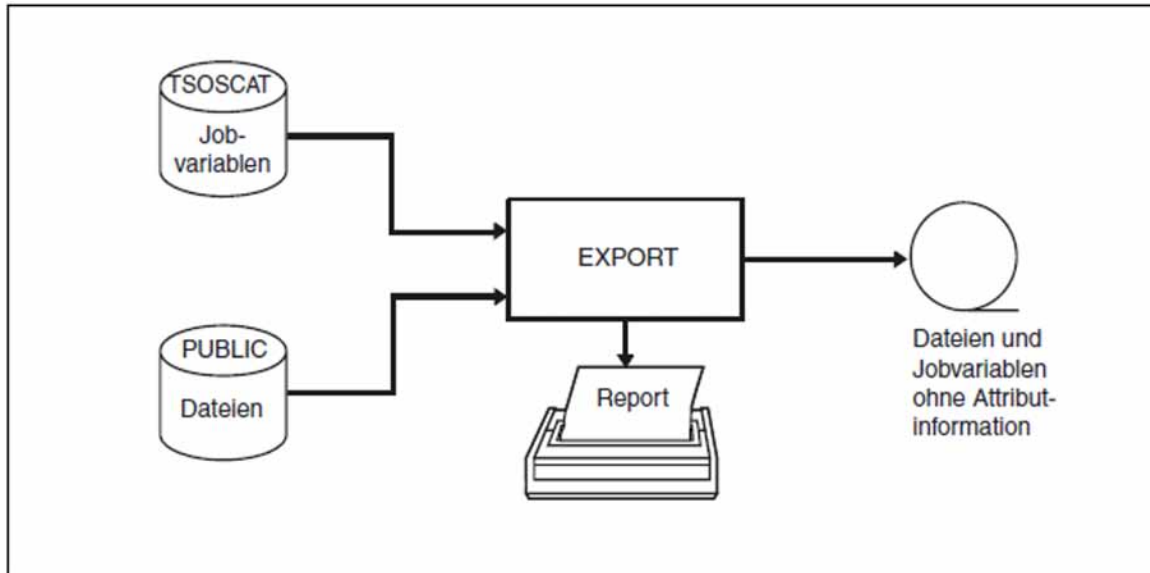 TSOSCAT
Job-
variablen
EXPORT
PUBLIC
Dateien
Report
Dateien und
Jobvariablen
ohne Attribut-
information